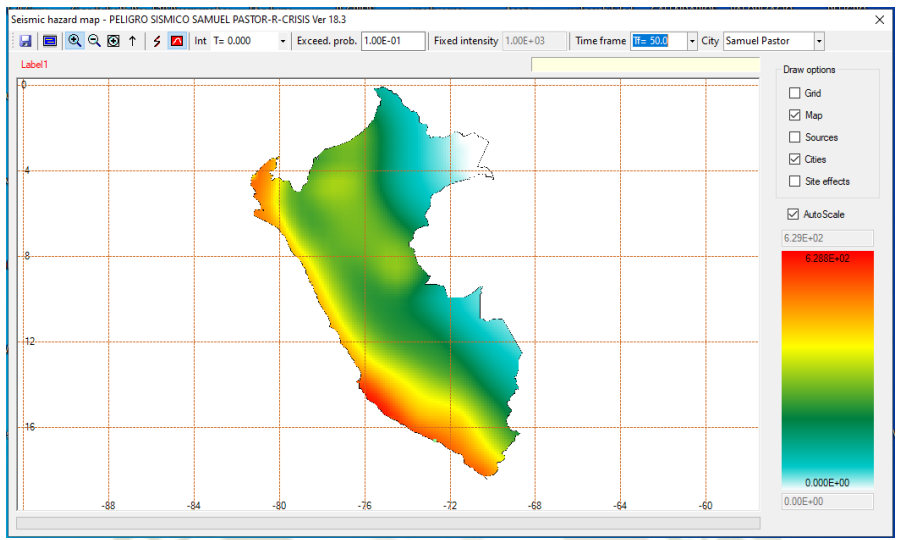 Seismic hazard map - PELIGRO SISMICO SAMUEL PASTOR-R-CRISIS Ver 18.3
Int T= 0.000 Exceed. prob. 1.00E-01 Fixed intensity 1.00E+03 Time frame Tf= 50.0 City Samuel Pastor
Label1
Draw options
Grid
Map
Sources
Cities
Site effects
AutoScale
6.29E+02
6.288E+02
0.000E+00
0.00E+00
0
-4
-8
-12
-16
-88 -84 -80 -76 -72 -68 -64 -60